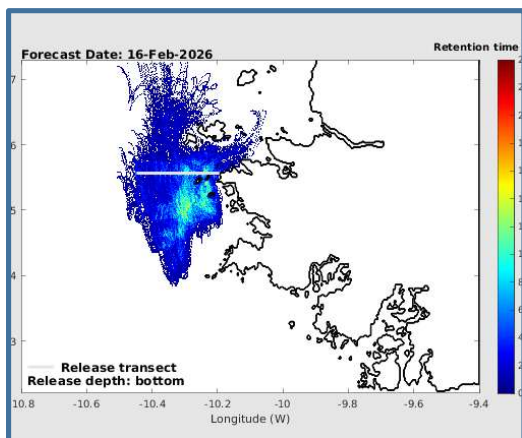 Forecast Date: 16-Feb-2026
Retention time
7
6
5
4
3
Release transect
Release depth: bottom
10.8 -10.6 -10.4 -10.2 -10 -9.8 -9.6 -9.4
Longitude (W)